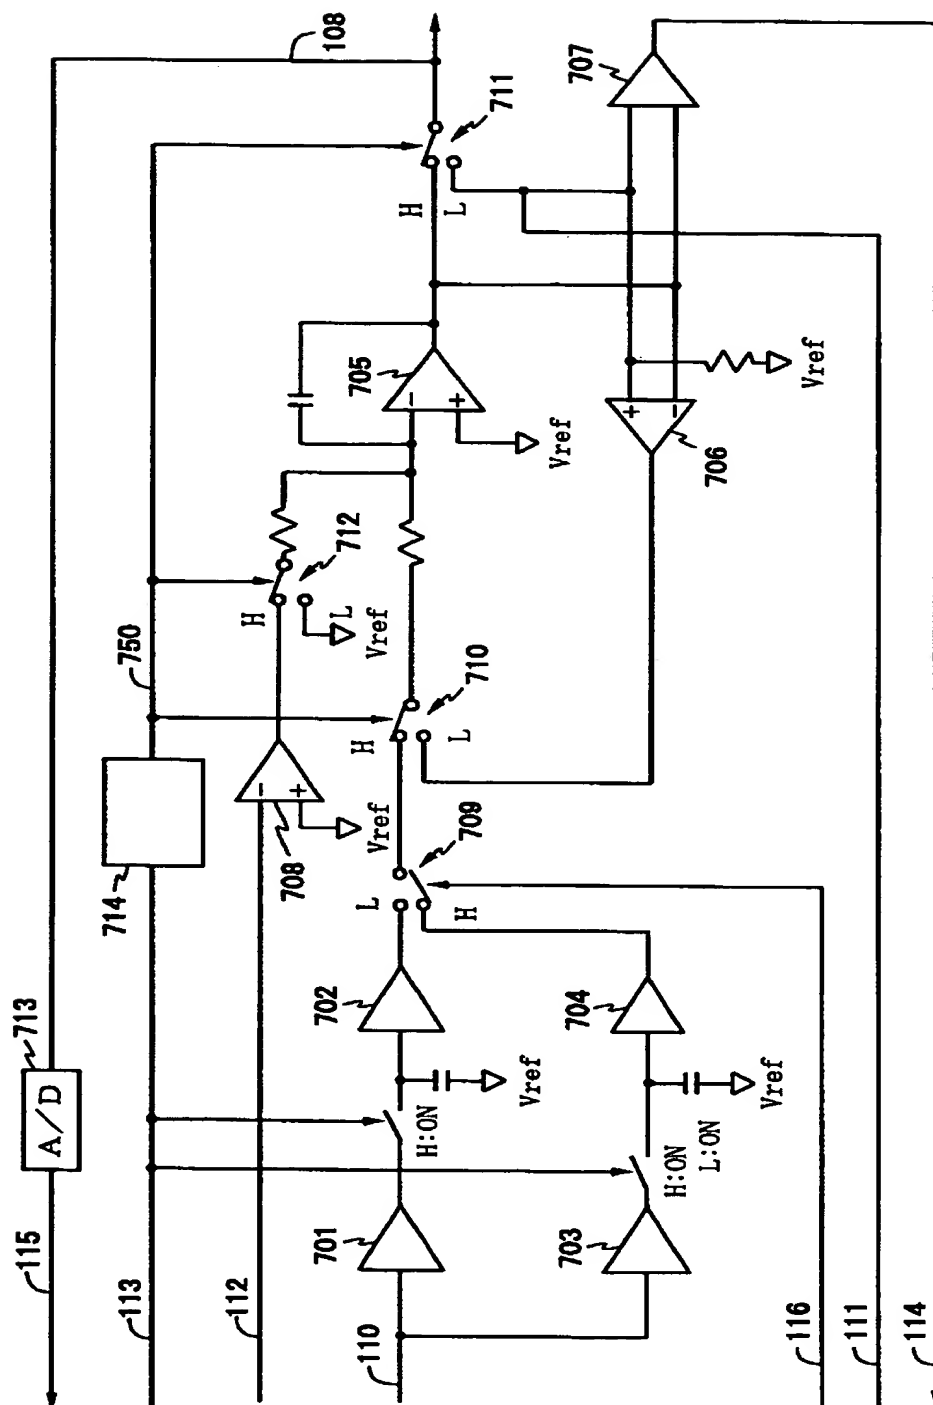 108
707
711
H
L
705
Vref
Vref
706
712
H
L
Vref
750
710
H
L
714
708
Vref
709
L
H
702
704
713
A/D
Vref
Vref
H:ON
H:ON
L:ON
701
703
115
113
112
110
116
111
114
+
−
−
+
−
+